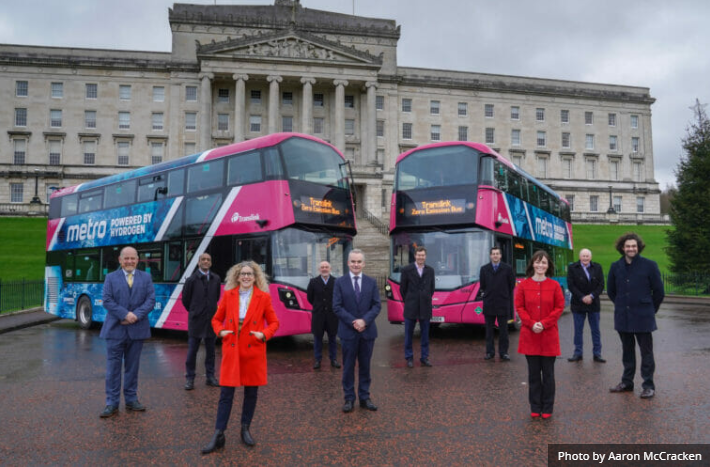 metro
POWERED BY
HYDROGEN
Translink
Translink
Zero Emission Bus
Translink
Zero Emission Bus
metro
Photo by Aaron McCracken